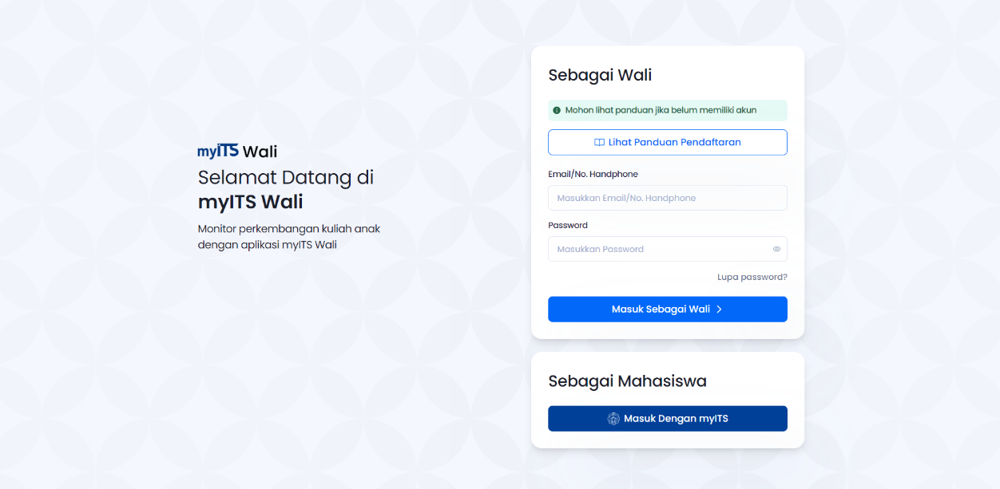 myITS Wali
Selamat Datang di
myITS Wali
Monitor perkembangan kuliah anak
dengan aplikasi myITS Wali
Sebagai Wali
Mohon lihat panduan jika belum memiliki akun
Lihat Panduan Pendaftaran
Email/No. Handphone
Masukkan Email/No. Handphone
Password
Masukkan Password
Lupa password?
Masuk Sebagai Wali
Sebagai Mahasiswa
Masuk Dengan myITS